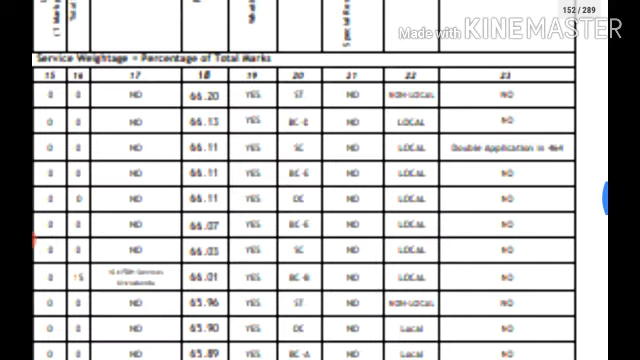 152 / 289
Made with KINEMASTER
Service Weightage = Percentage of Total Marks
15 16 17 18 19 20 21 22 23
0 0 NO 66.20 YES ST NO NON-LOCAL NO
0 0 NO 66.13 YES NO LOCAL NO
0 0 NO 66.11 YES SC NO LOCAL Double Application in 464
0 0 NO 66.11 YES BC-E NO LOCAL NO
0 0 NO 66.11 YES OC NO LOCAL NO
0 0 NO 66.07 YES BC-E NO LOCAL NO
0 0 NO 66.03 YES SC NO LOCAL NO
0 15 66.01 YES BC-B NO LOCAL NO
0 0 NO 65.96 YES ST NO NON-LOCAL NO
0 0 NO 65.90 YES OC NO Local NO
0 0 NO 65.89 YES BC-A NO LOCAL NO